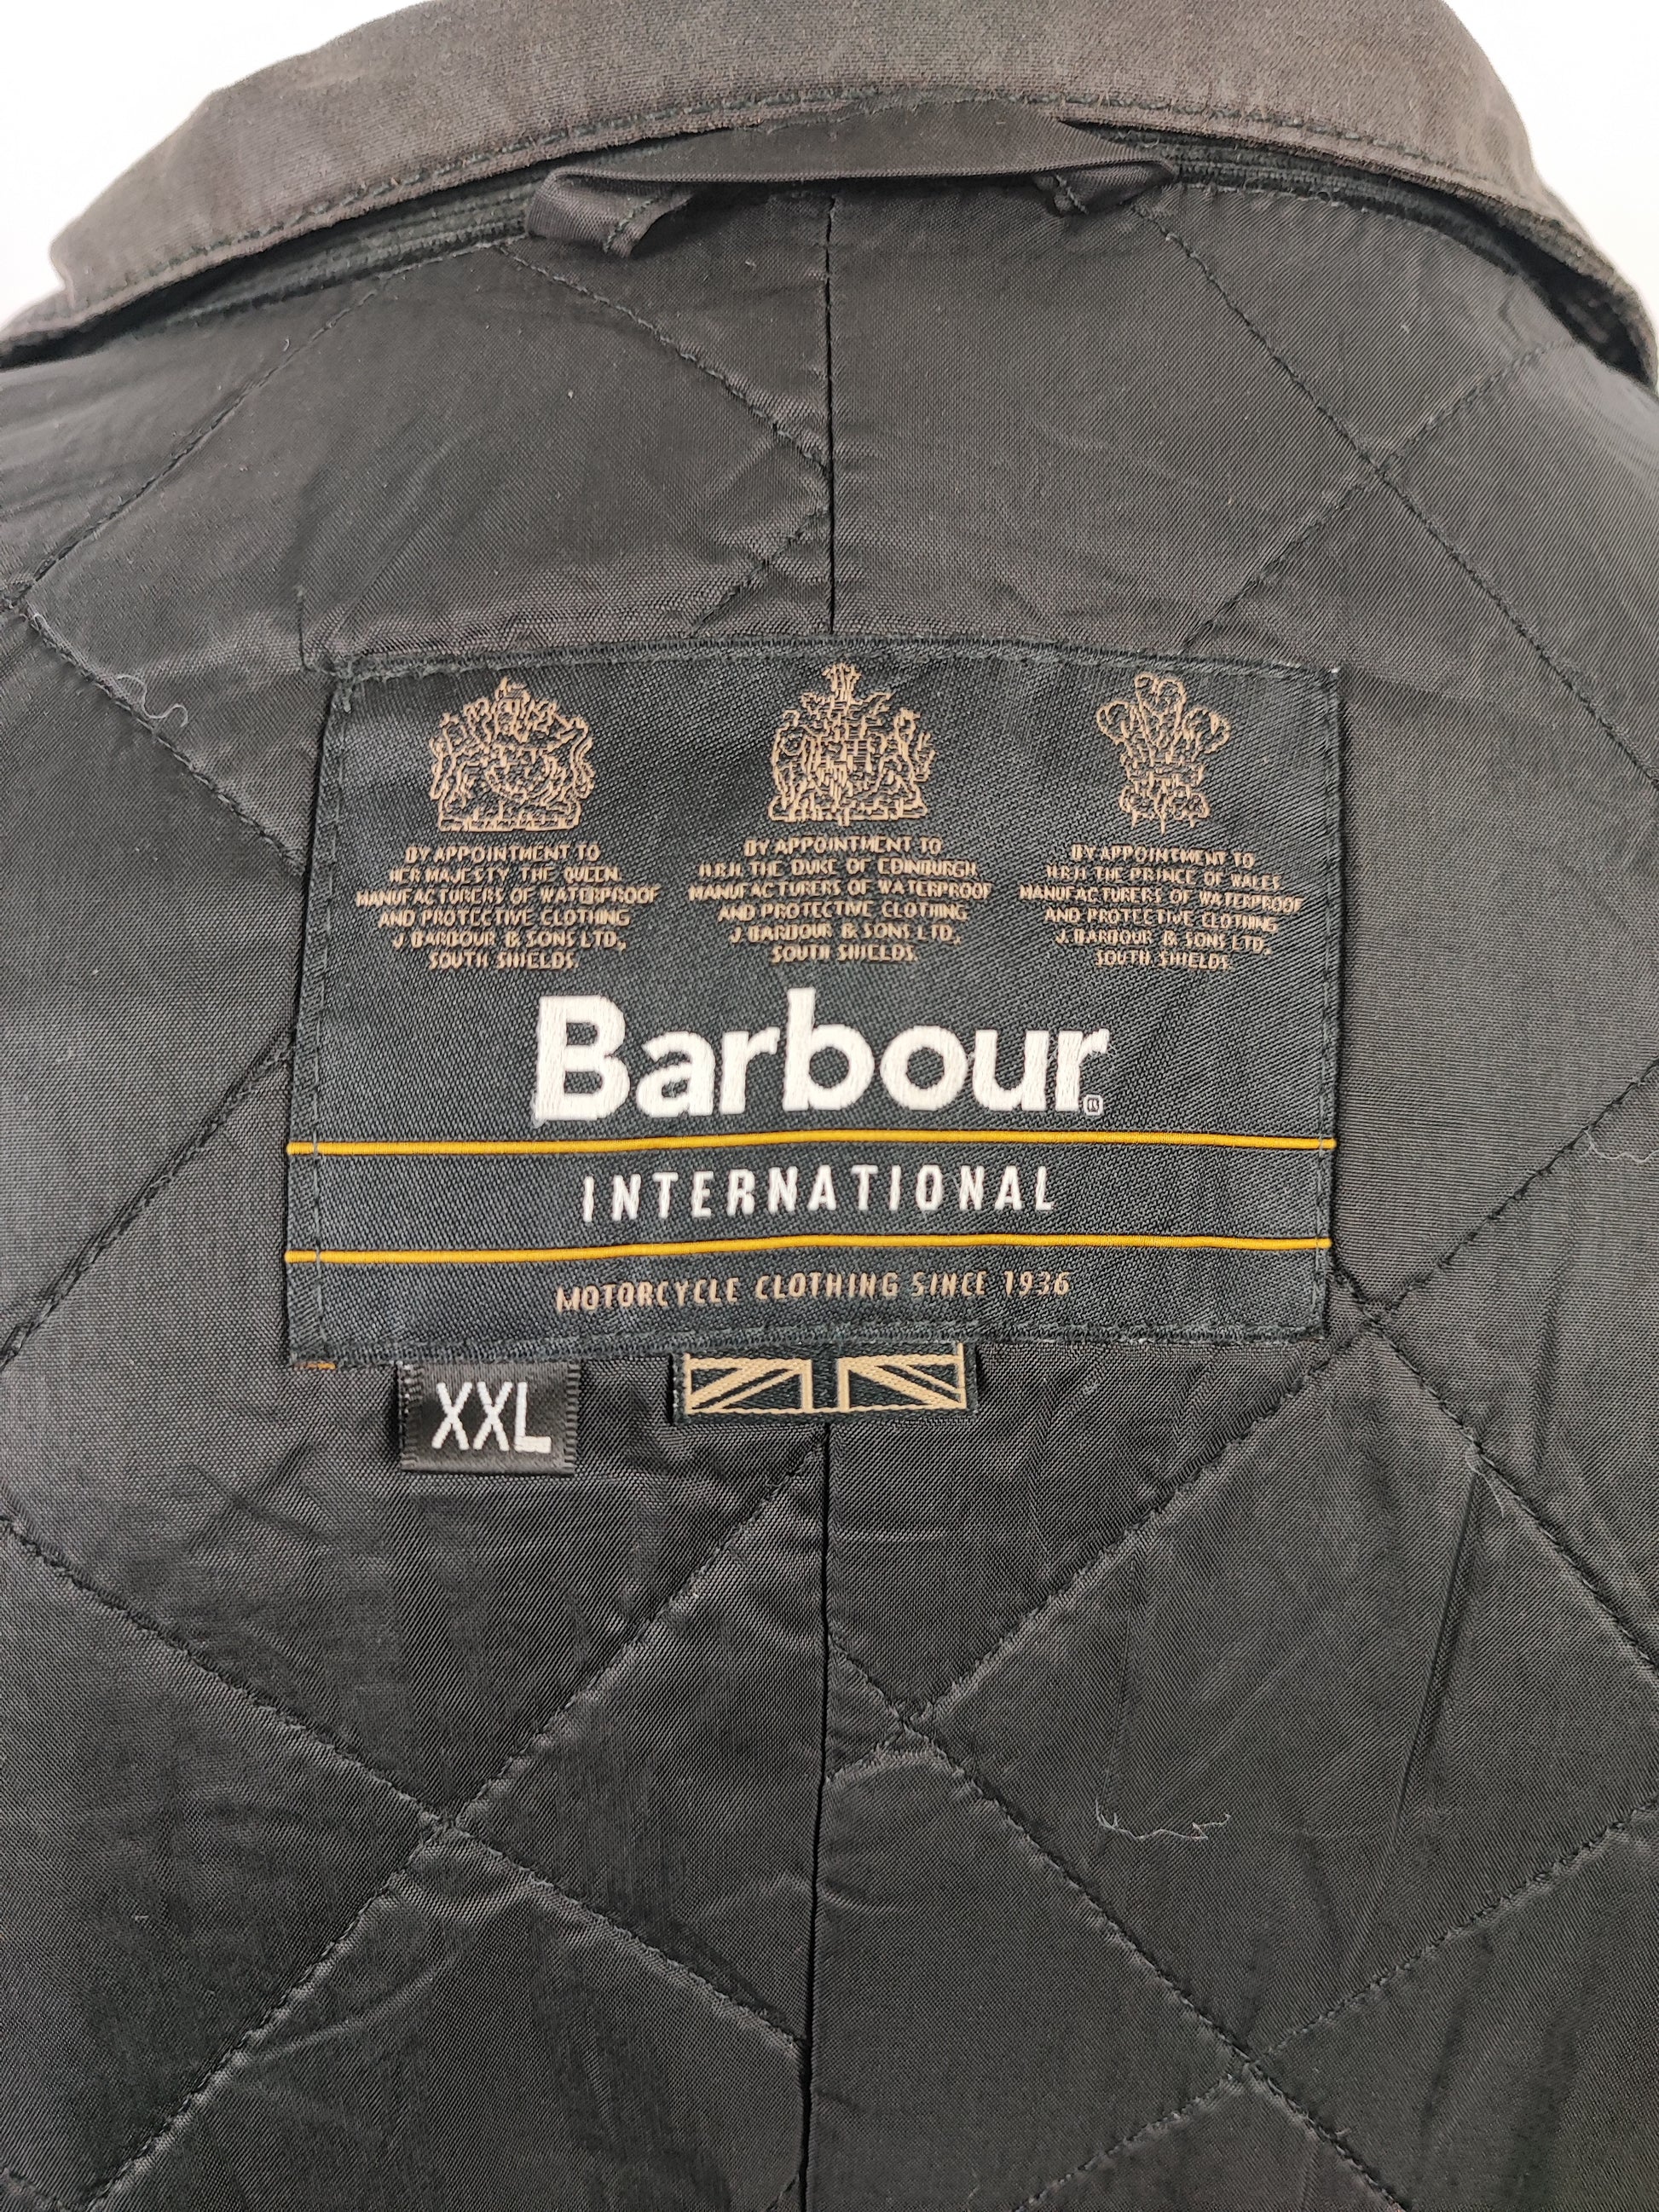 BY APPOINTMENT TO
HER MAJESTY THE QUEEN
MANUFACTURERS OF WATERPROOF
AND PROTECTIVE CLOTHING
J. BARBOUR & SONS LTD,
SOUTH SHIELDS.
BY APPOINTMENT TO
H.R.H. THE DUKE OF EDINBURGH
MANUFACTURERS OF WATERPROOF
AND PROTECTIVE CLOTHING
J. BARBOUR & SONS LTD,
SOUTH SHIELDS.
BY APPOINTMENT TO
H.R.H. THE PRINCE OF WALES
MANUFACTURERS OF WATERPROOF
AND PROTECTIVE CLOTHING
J. BARBOUR & SONS LTD,
SOUTH SHIELDS.
Barbour®
INTERNATIONAL
MOTORCYCLE CLOTHING SINCE 1936
XXL